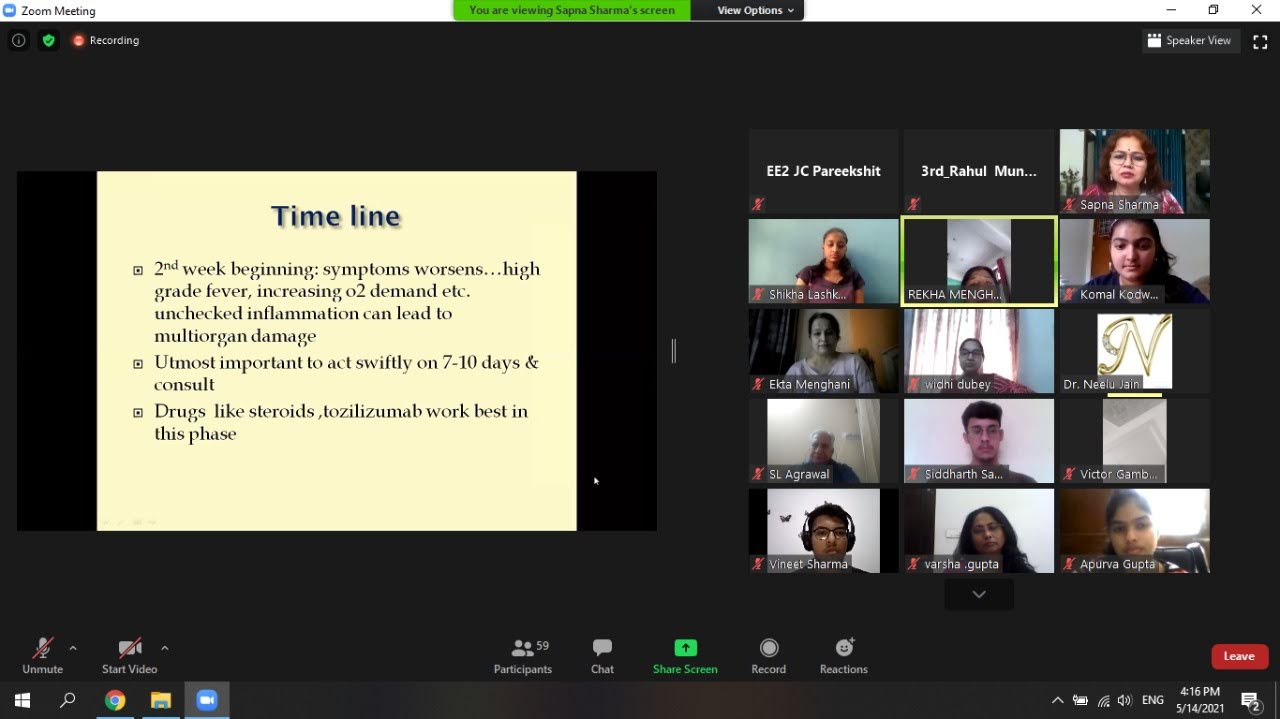 Zoom Meeting
You are viewing Sapna Sharma's screen
View Options
Recording
Speaker View
Time line
2nd week beginning: symptoms worsens...high
grade fever, increasing o2 demand etc.
unchecked inflammation can lead to
multiorgan damage
Utmost important to act swiftly on 7-10 days &
consult
Drugs like steroids ,tozilizumab work best in
this phase
EE2 JC Pareekshit
3rd_Rahul Mun...
Sapna Sharma
Shikha Lashk...
REKHA MENGH...
Komal Kodw...
Ekta Menghani
widhi dubey
Dr. Neelu Jain
N
SL Agrawal
Siddharth Sa...
Victor Gamb...
Vineet Sharma
varsha .gupta
Apurva Gupta
Unmute
Start Video
59
Participants
Chat
Share Screen
Record
Reactions
Leave
ENG
4:16 PM
5/14/2021
2